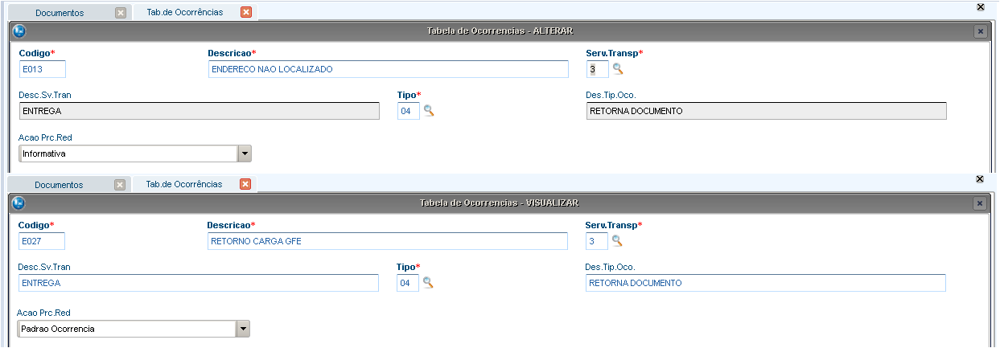 Documentos Tab.de Ocorrências
Tabela de Ocorrencias - ALTERAR
Codigo* Descricao* Serv.Transp*
E013 ENDERECO NAO LOCALIZADO 3
Desc.Sv.Tran Tipo* Des.Tip.Oco.
ENTREGA 04 RETORNA DOCUMENTO
Acao Prc.Red
Informativa
Documentos Tab.de Ocorrências
Tabela de Ocorrencias - VISUALIZAR
Codigo* Descricao* Serv.Transp*
E027 RETORNO CARGA GFE 3
Desc.Sv.Tran Tipo* Des.Tip.Oco.
ENTREGA 04 RETORNA DOCUMENTO
Acao Prc.Red
Padrao Ocorrencia